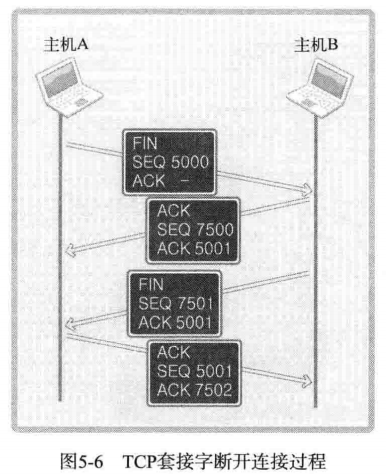 主机A
主机B
FIN
SEQ 5000
ACK -
ACK
SEQ 7500
ACK 5001
FIN
SEQ 7501
ACK 5001
ACK
SEQ 5001
ACK 7502
图5-6 TCP套接字断开连接过程